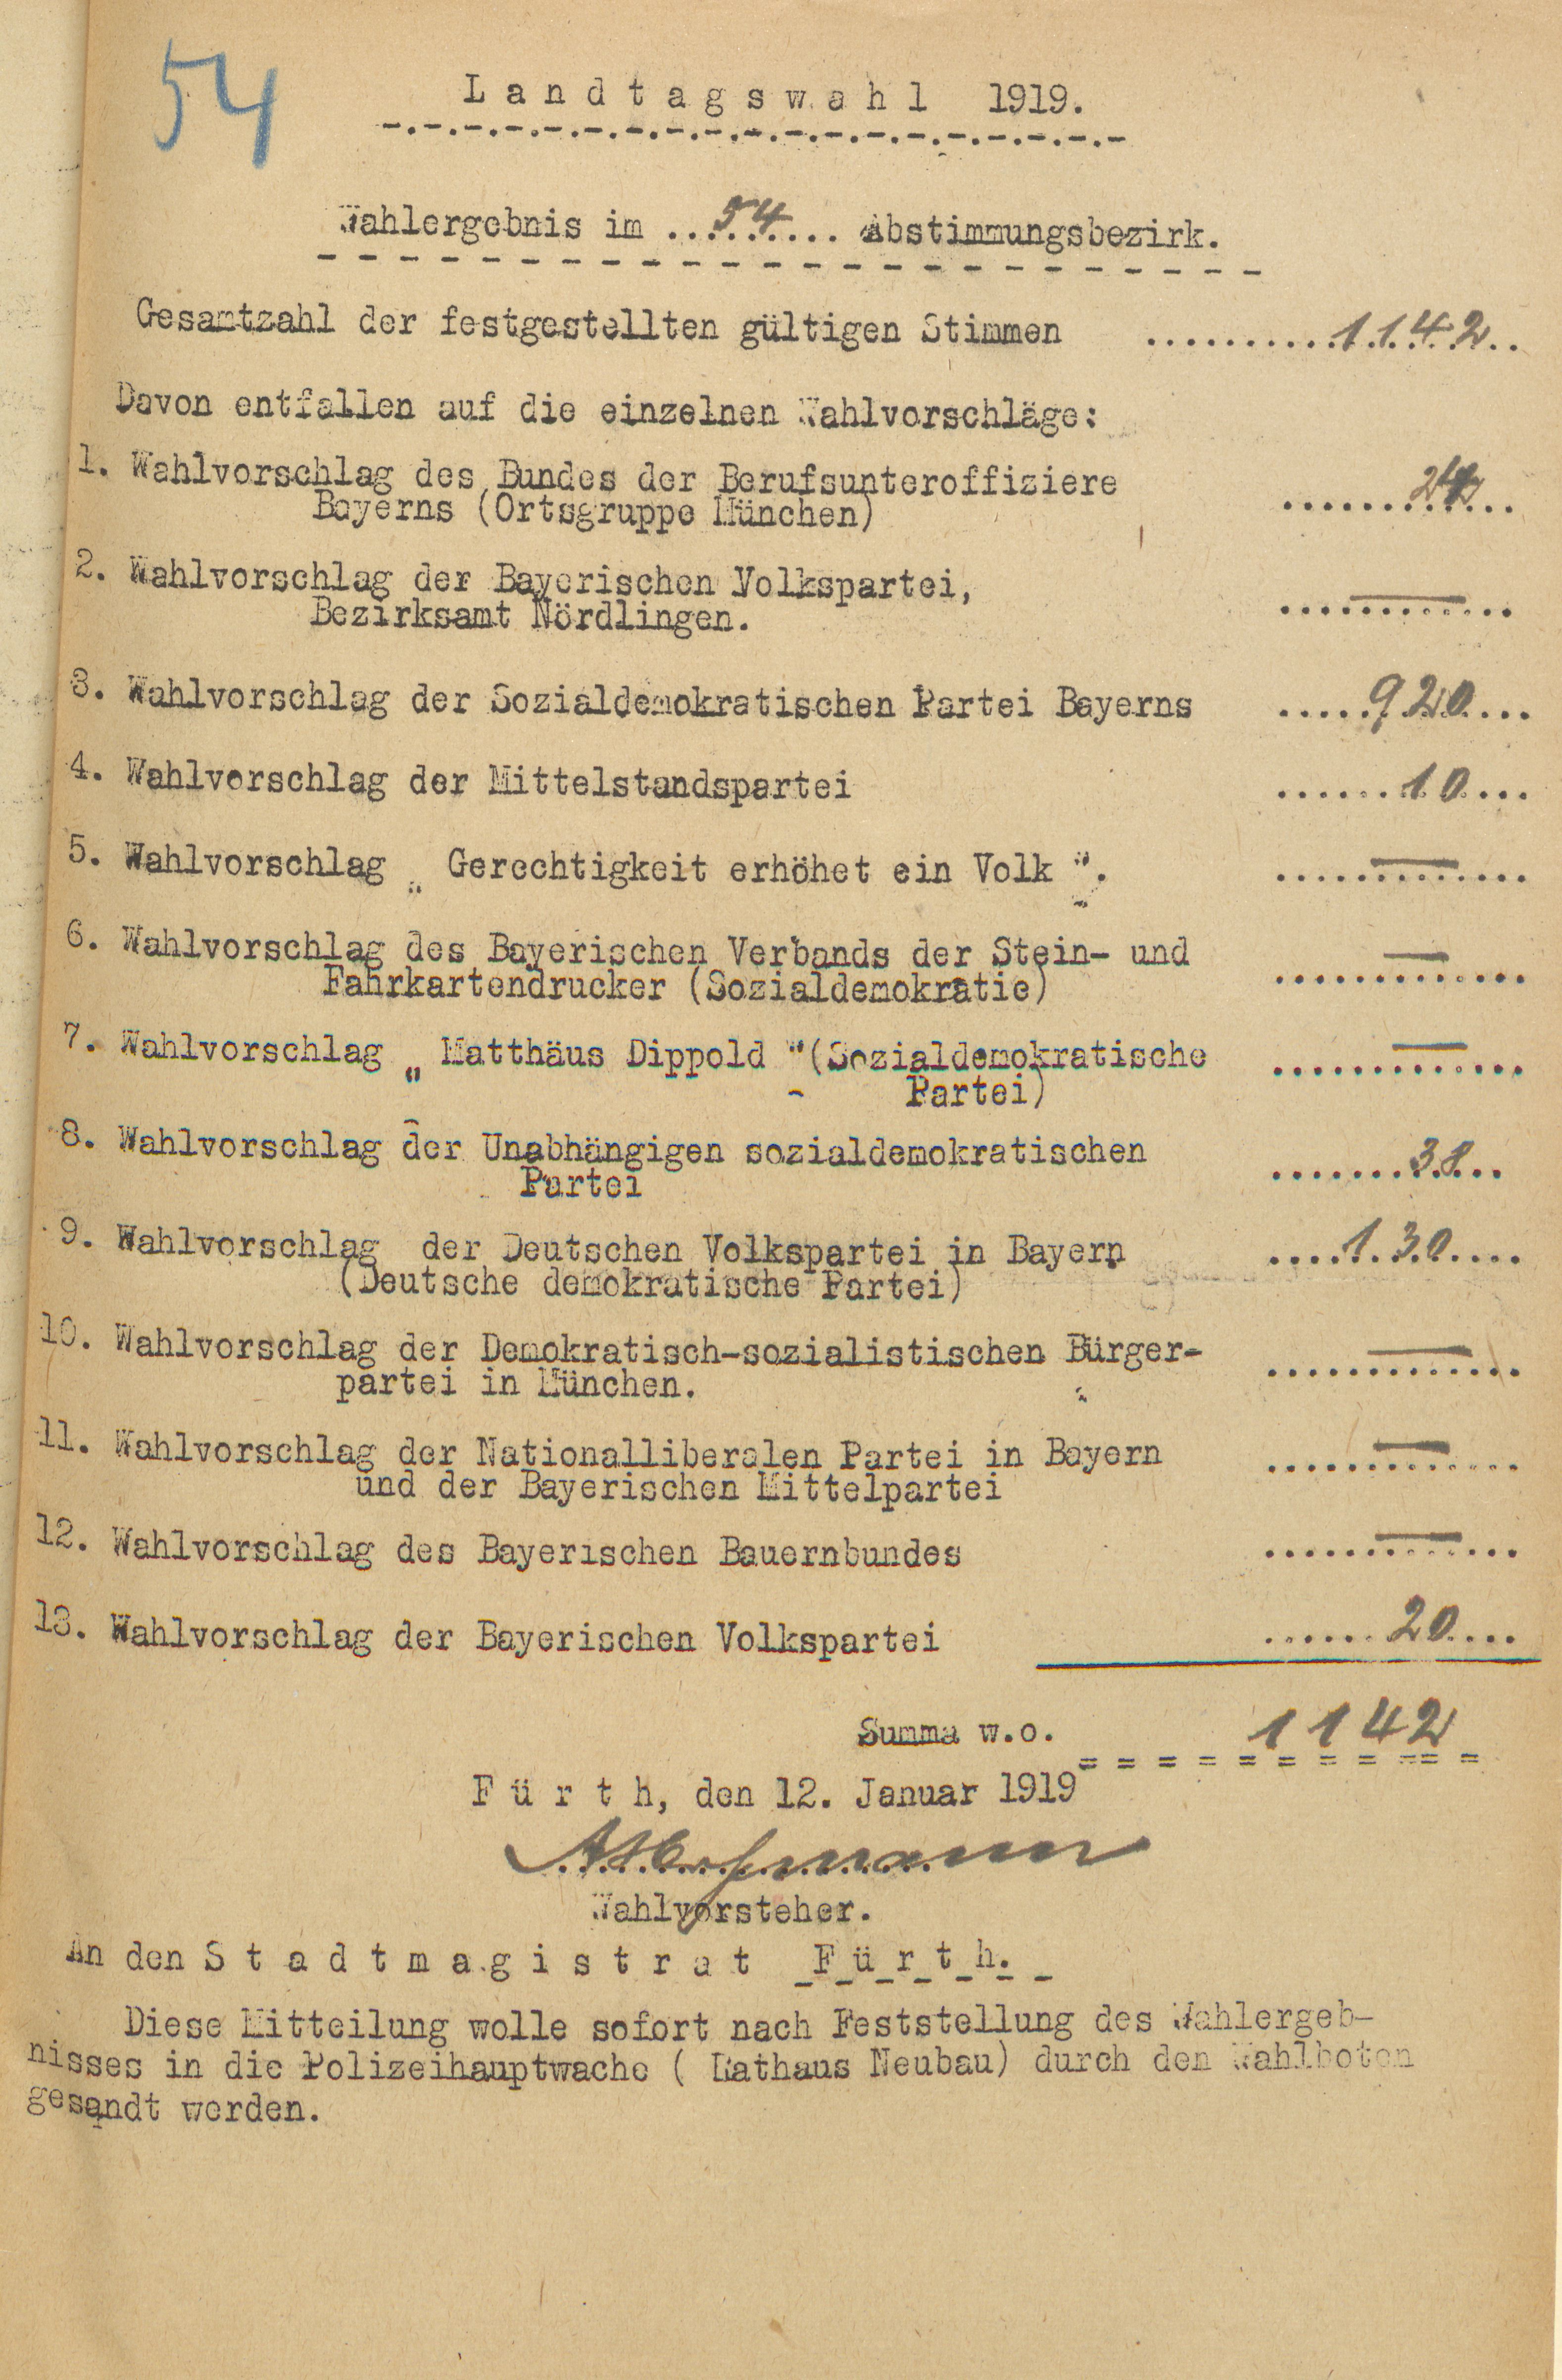 54
Landtagswahl 1919.
Wahlergebnis im ...54... Abstimmungsbezirk.
Gesamtzahl der festgestellten gültigen Stimmen ..........1142..
Davon entfallen auf die einzelnen Wahlvorschläge:
1. Wahlvorschlag des Bundes der Berufsunteroffiziere
Bayerns (Ortsgruppe München) ......24...
2. Wahlvorschlag der Bayerischen Volkspartei,
Bezirksamt Nördlingen. ....—...
3. Wahlvorschlag der Sozialdemokratischen Partei Bayerns .....920...
4. Wahlvorschlag der Mittelstandspartei ......10...
5. Wahlvorschlag „ Gerechtigkeit erhöhet ein Volk ". .....—....
6. Wahlvorschlag des Bayerischen Verbands der Stein- und
Fahrkartendrucker (Sozialdemokratie) .....—....
7. Wahlvorschlag „ Matthäus Dippold "(Sozialdemokratische
Partei) ......—...
8. Wahlvorschlag der Unabhängigen sozialdemokratischen
Partei .......38..
9. Wahlvorschlag der Deutschen Volkspartei in Bayern
(Deutsche demokratische Partei) ....130....
10. Wahlvorschlag der Demokratisch-sozialistischen Bürger-
partei in München. .....—...
11. Wahlvorschlag der Nationalliberalen Partei in Bayern
und der Bayerischen Mittelpartei .....—....
12. Wahlvorschlag des Bayerischen Bauernbundes .....—...
13. Wahlvorschlag der Bayerischen Volkspartei ......20....
Summa w.o. 1142
Fürth, den 12. Januar 1919
Wahlvorsteher.
An den Stadtmagistrat Fürth.
Diese Mitteilung wolle sofort nach Feststellung des Wahlergeb-
nisses in die Polizeihauptwache ( Rathaus Neubau) durch den Wahlboten
gesandt werden.